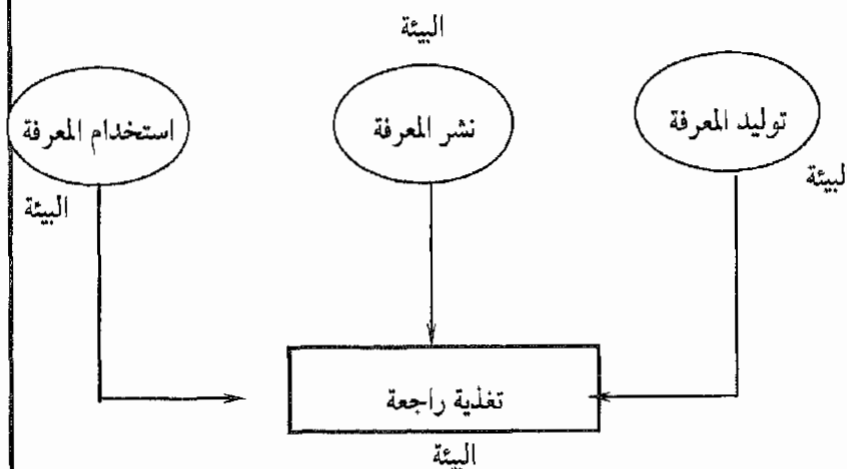 البيئة
توليد المعرفة
نشر المعرفة
استخدام المعرفة
لبيئة
البيئة
تغذية راجعة
البيئة